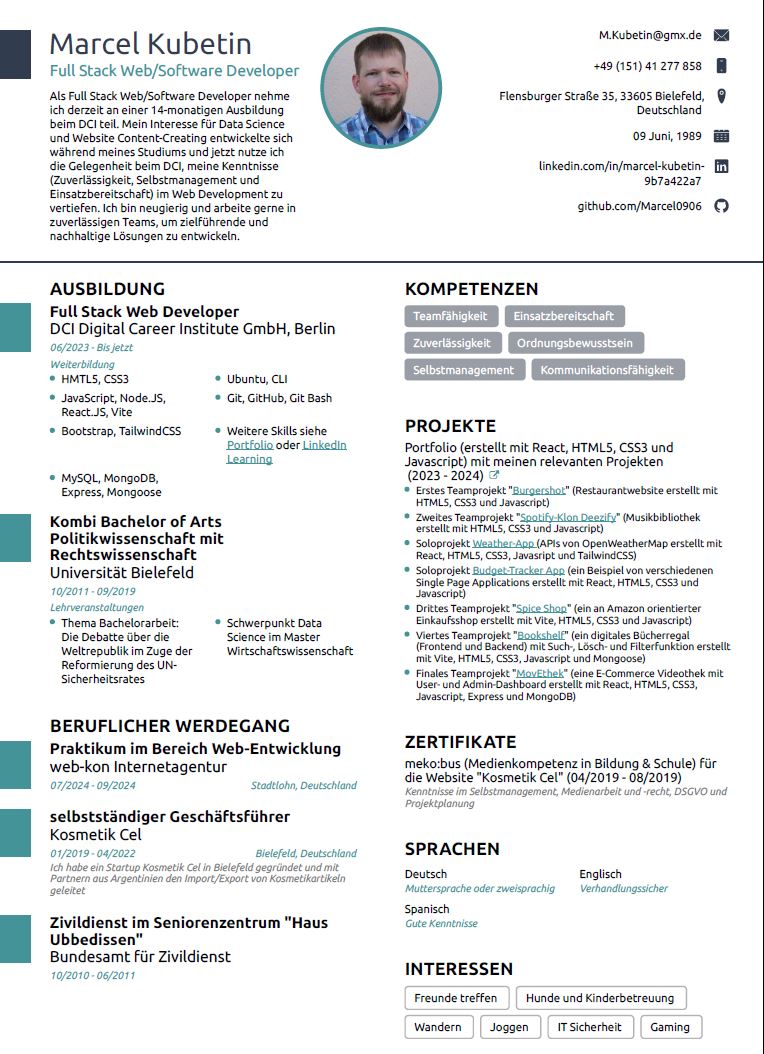 Marcel Kubetin
Full Stack Web/Software Developer
Als Full Stack Web/Software Developer nehme
ich derzeit an einer 14-monatigen Ausbildung
beim DCI teil. Mein Interesse für Data Science
und Website Content-Creating entwickelte sich
während meines Studiums und jetzt nutze ich
die Gelegenheit beim DCI, meine Kenntnisse
(Zuverlässigkeit, Selbstmanagement und
Einsatzbereitschaft) im Web Development zu
vertiefen. Ich bin neugierig und arbeite gerne in
zuverlässigen Teams, um zielführende und
nachhaltige Lösungen zu entwickeln.
M.Kubetin@gmx.de
+49 (151) 41 277 858
Flensburger Straße 35, 33605 Bielefeld,
Deutschland
09 Juni, 1989
linkedin.com/in/marcel-kubetin-
9b7a422a7
github.com/Marcel0906
AUSBILDUNG
Full Stack Web Developer
DCI Digital Career Institute GmbH, Berlin
06/2023 - Bis jetzt
Weiterbildung
HMTL5, CSS3
JavaScript, Node.JS,
React.JS, Vite
Bootstrap, TailwindCSS
MySQL, MongoDB,
Express, Mongoose
Ubuntu, CLI
Git, GitHub, Git Bash
Weitere Skills siehe
Portfolio oder LinkedIn
Learning
Kombi Bachelor of Arts
Politikwissenschaft mit
Rechtswissenschaft
Universität Bielefeld
10/2011 - 09/2019
Lehrveranstaltungen
Thema Bachelorarbeit:
Die Debatte über die
Weltrepublik im Zuge der
Reformierung des UN-
Sicherheitsrates
Schwerpunkt Data
Science im Master
Wirtschaftswissenschaft
BERUFLICHER WERDEGANG
Praktikum im Bereich Web-Entwicklung
web-kon Internetagentur
07/2024 - 09/2024 Stadtlohn, Deutschland
selbstständiger Geschäftsführer
Kosmetik Cel
01/2019 - 04/2022 Bielefeld, Deutschland
Ich habe ein Startup Kosmetik Cel in Bielefeld gegründet und mit
Partnern aus Argentinien den Import/Export von Kosmetikartikeln
geleitet
Zivildienst im Seniorenzentrum "Haus
Ubbedissen"
Bundesamt für Zivildienst
10/2010 - 06/2011
KOMPETENZEN
Teamfähigkeit Einsatzbereitschaft
Zuverlässigkeit Ordnungsbewusstsein
Selbstmanagement Kommunikationsfähigkeit
PROJEKTE
Portfolio (erstellt mit React, HTML5, CSS3 und
Javascript) mit meinen relevanten Projekten
(2023 - 2024)
Erstes Teamprojekt "Burgershot" (Restaurantwebsite erstellt mit
HTML5, CSS3 und Javascript)
Zweites Teamprojekt "Spotify-Klon Deezify" (Musikbibliothek
erstellt mit HTML5, CSS3 und Javascript)
Soloprojekt Weather-App (APIs von OpenWeatherMap erstellt mit
React, HTML5, CSS3, Javasript und TailwindCSS)
Soloprojekt Budget-Tracker App (ein Beispiel von verschiedenen
Single Page Applications erstellt mit React, HTML5, CSS3 und
Javascript)
Drittes Teamprojekt "Spice Shop" (ein an Amazon orientierter
Einkaufsshop erstellt mit Vite, HTML5, CSS3 und Javascript)
Viertes Teamprojekt "Bookshelf" (ein digitales Bücherregal
(Frontend und Backend) mit Such-, Lösch- und Filterfunktion erstellt
mit Vite, HTML5, CSS3, Javascript und Mongoose)
Finales Teamprojekt "MovEthek" (eine E-Commerce Videothek mit
User- und Admin-Dashboard erstellt mit React, HTML5, CSS3,
Javascript, Express und MongoDB)
ZERTIFIKATE
meko:bus (Medienkompetenz in Bildung & Schule) für
die Website "Kosmetik Cel" (04/2019 - 08/2019)
Kenntnisse im Selbstmanagement, Medienarbeit und -recht, DSGVO und
Projektplanung
SPRACHEN
Deutsch
Muttersprache oder zweisprachig
Englisch
Verhandlungssicher
Spanisch
Gute Kenntnisse
INTERESSEN
Freunde treffen Hunde und Kinderbetreuung
Wandern Joggen IT Sicherheit Gaming